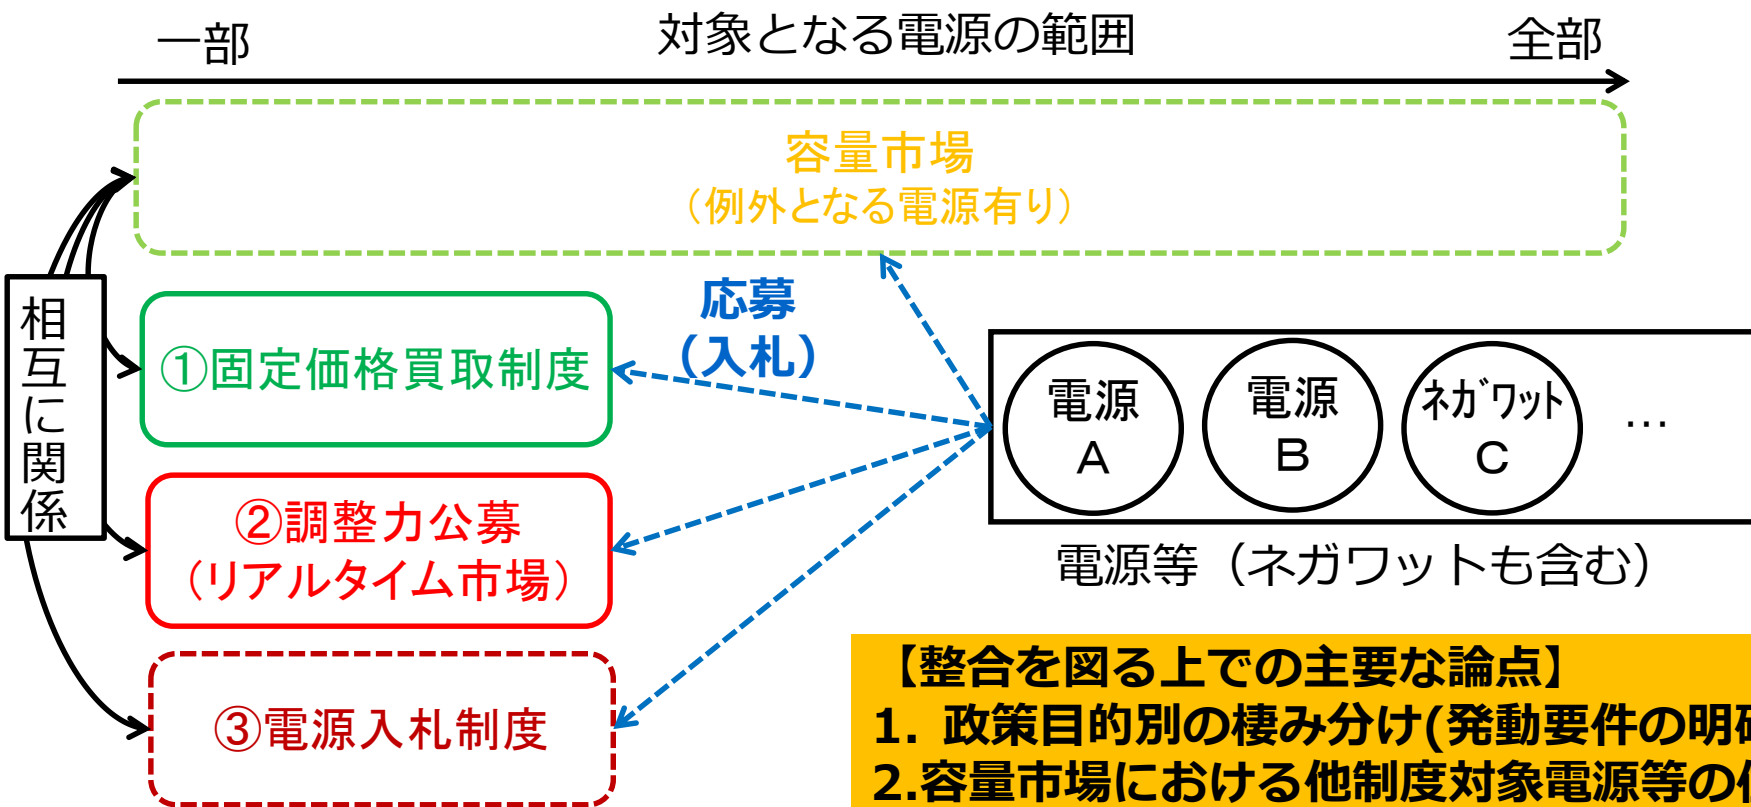 一部
対象となる電源の範囲
全部
容量市場
（例外となる電源有り）
相互に関係
①固定価格買取制度
応募
（入札）
②調整力公募
（リアルタイム市場）
③電源入札制度
電源
A
電源
B
ネガワット
C
…
電源等（ネガワットも含む）
【整合を図る上での主要な論点】
1. 政策目的別の棲み分け(発動要件の明
2.容量市場における他制度対象電源等の